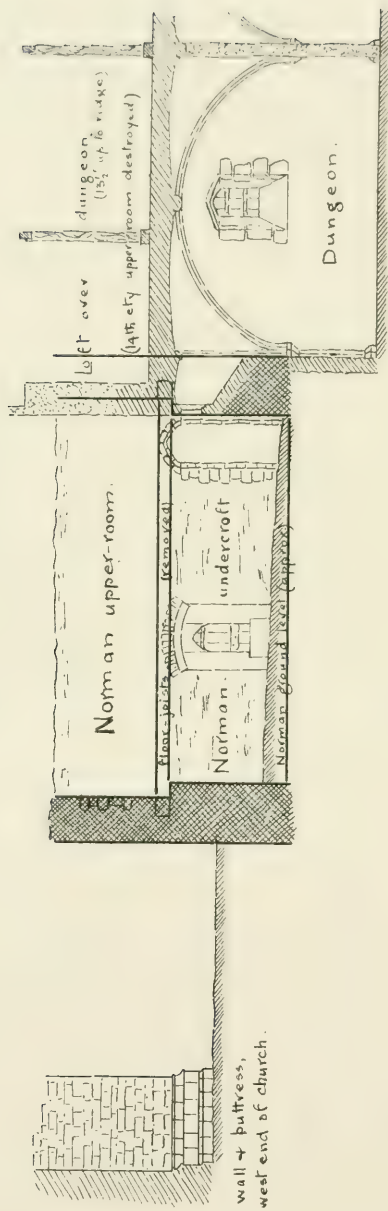 wall + buttress,
west end of church.
Norman upper-room.
Floor-joists (removed)
Norman. undercroft
Norman ground level (approx)
Loft over dungeon
(13½' up to ridge)
(14th cty upper room destroyed)
Dungeon.